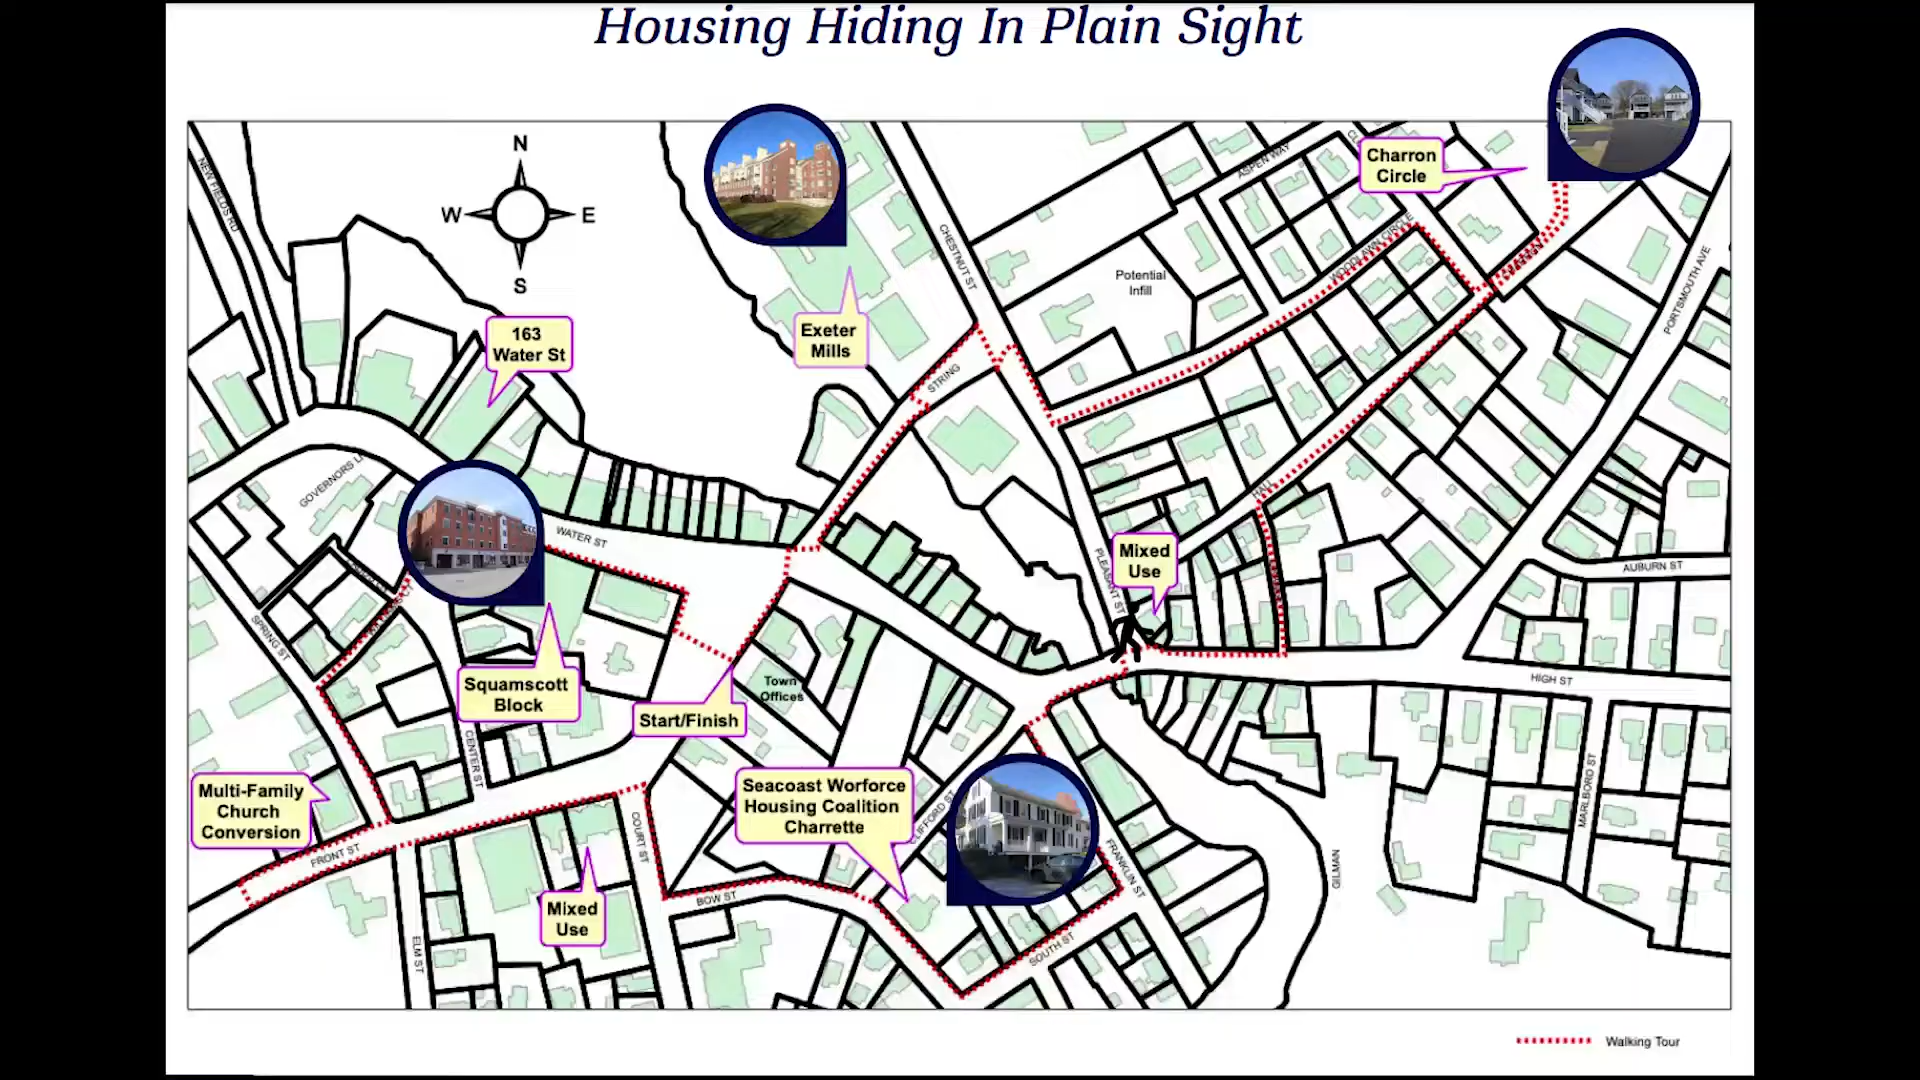 Housing Hiding In Plain Sight
N
W
E
S
NEW FIELDS RD
CHESTNUT ST
ASPEN WAY
Charron
Circle
WOODLAWN CIRCLE
PORTSMOUTH AVE
Potential
Infill
163
Water St
Exeter
Mills
STRING
GOVERNORS
HALL
WATER ST
PLEASANT ST
Mixed
Use
AUBURN ST
SPRING ST
Squamscott
Block
Town
Offices
Start/Finish
HIGH ST
CENTER ST
Multi-Family
Church
Conversion
Seacoast Worforce
Housing Coalition
Charrette
CLIFFORD ST
MARLBORO ST
COURT ST
FRONT ST
FRANKLIN ST
GILMAN
BOW ST
Mixed
Use
ELM ST
SOUTH ST
Walking Tour